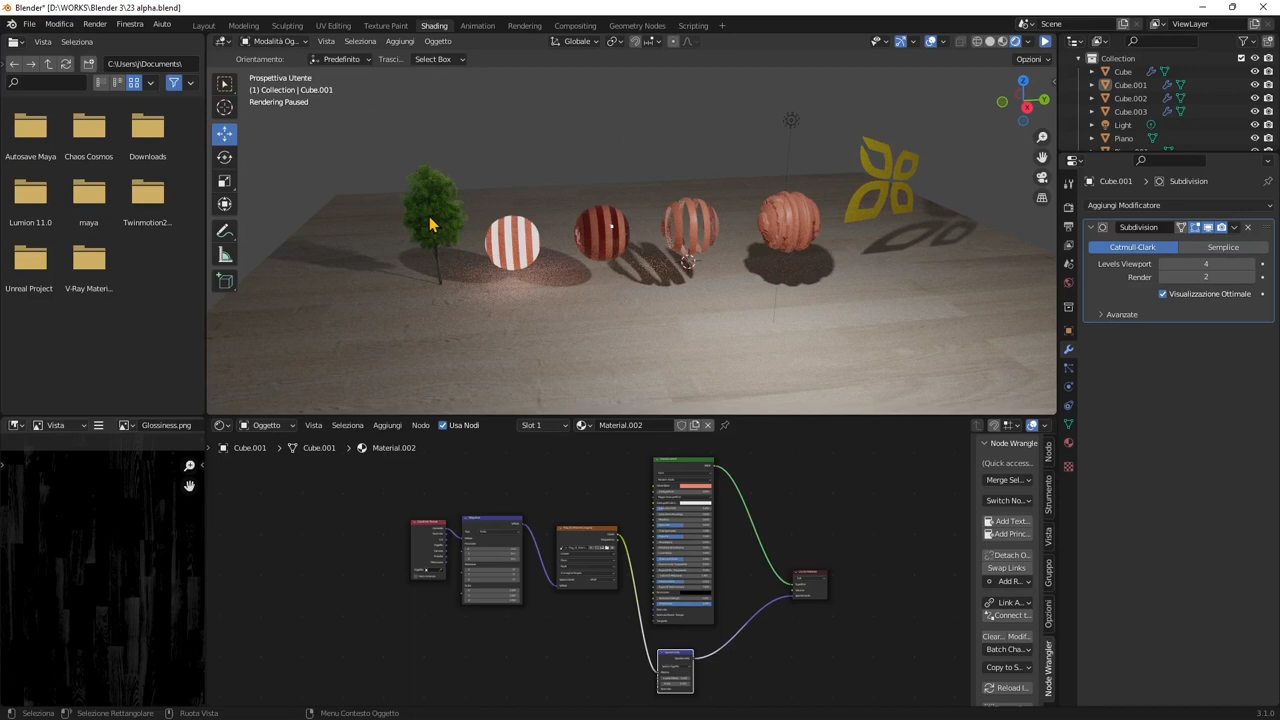 Blender* [D:\WORKS\Blender 3\23 alpha.blend]
File Modifica Render Finestra Aiuto
Layout Modeling Sculpting UV Editing Texture Paint Shading Animation Rendering Compositing Geometry Nodes Scripting +
Scene ViewLayer
Vista Seleziona
Modalità Og... Vista Seleziona Aggiungi Oggetto
Globale
C:\Users\j\Documents\
Orientamento: Predefinito Trasci... Select Box
Opzioni
Prospettiva Utente
(1) Collection | Cube.001
Rendering Paused
Autosave Maya
Chaos Cosmos
Downloads
Lumion 11.0
maya
Twinmotion2...
Unreal Project
V-Ray Materi...
Z
Y
X
Collection
Cube
Cube.001
Cube.002
Cube.003
Light
Piano
Cube.001 Subdivision
Aggiungi Modificatore
Catmull-Clark Semplice
Levels Viewport 4
Render 2
Visualizzazione Ottimale
Avanzate
Vista Glossiness.png
Oggetto Vista Seleziona Aggiungi Nodo Usa Nodi Slot 1 Material.002
Cube.001 Cube.001 Material.002
Node Wrangle
(Quick access...
Merge Sel...
Switch No...
Add Text...
Add Princ...
Detach O...
Swap Links
Add R...
Link A...
Connect t...
Clear... Modif...
Batch Cha...
Copy to S...
Reload I...
Nodo
Strumento
Vista
Gruppo
Opzioni
Node Wrangler
Seleziona Selezione Rettangolare Ruota Vista Menu Contesto Oggetto
3.1.0